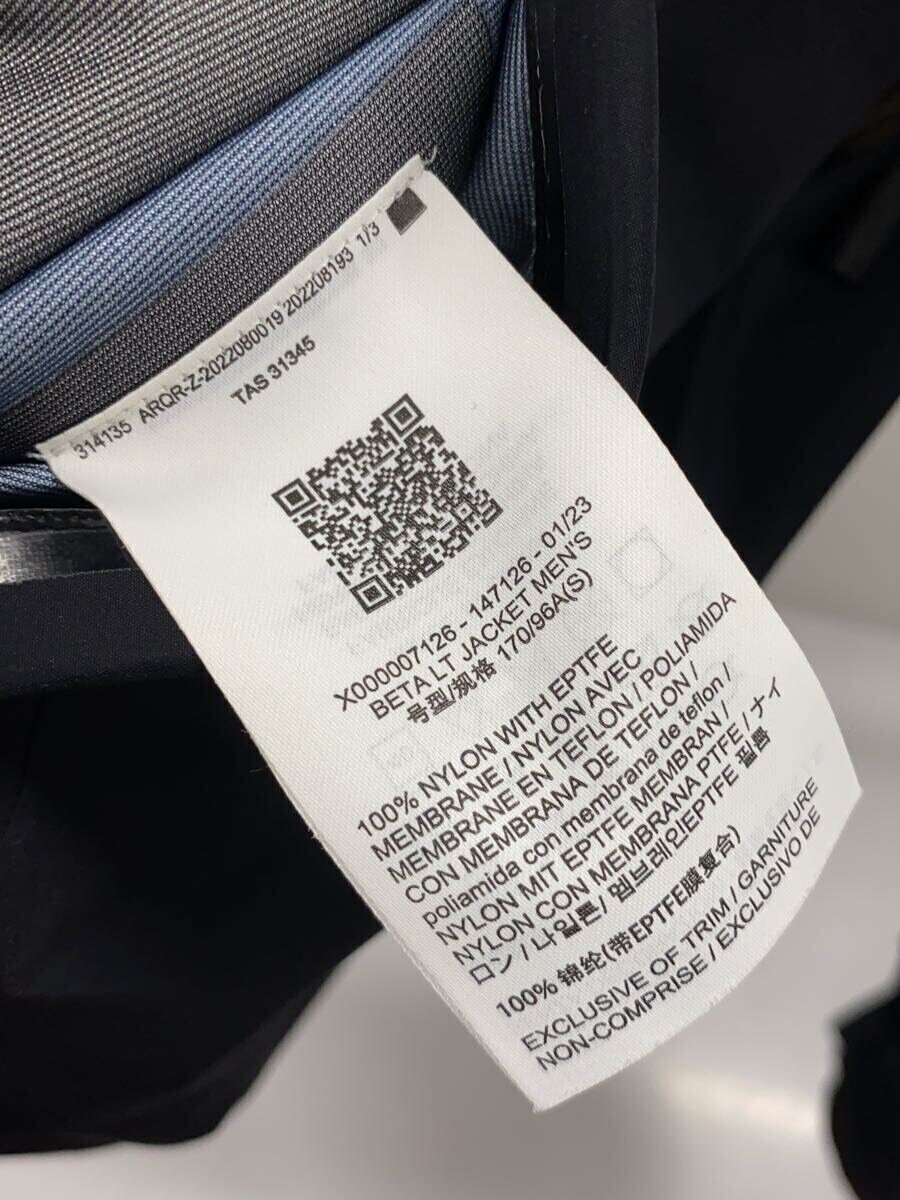 314135 ARQR-Z-2022080019 202208193 1/3
TAS 31345
X000007126 - 147126 - 01/23
BETA LT JACKET MEN'S
号型/规格 170/96A(S)
100% NYLON WITH EPTFE
MEMBRANE / NYLON AVEC
MEMBRANE EN TEFLON / POLIAMIDA
CON MEMBRANA DE TEFLON /
poliamida con membrana de teflon /
NYLON MIT EPTFE MEMBRAN /
NYLON CON MEMBRANA PTFE / ナイ
ロン / 나일론/ 멤브레인EPTFE 필름
100% 锦纶(带EPTFE膜复合)
EXCLUSIVE OF TRIM / GARNITURE
NON-COMPRISE / EXCLUSIVO DE